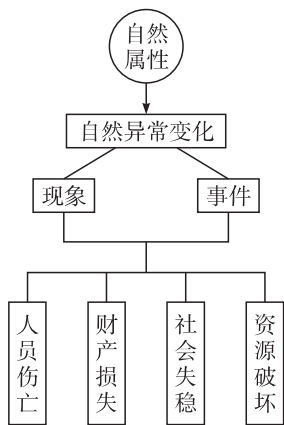 自然
属性
自然异常变化
现象
事件
人员伤亡
财产损失
社会失稳
资源破坏